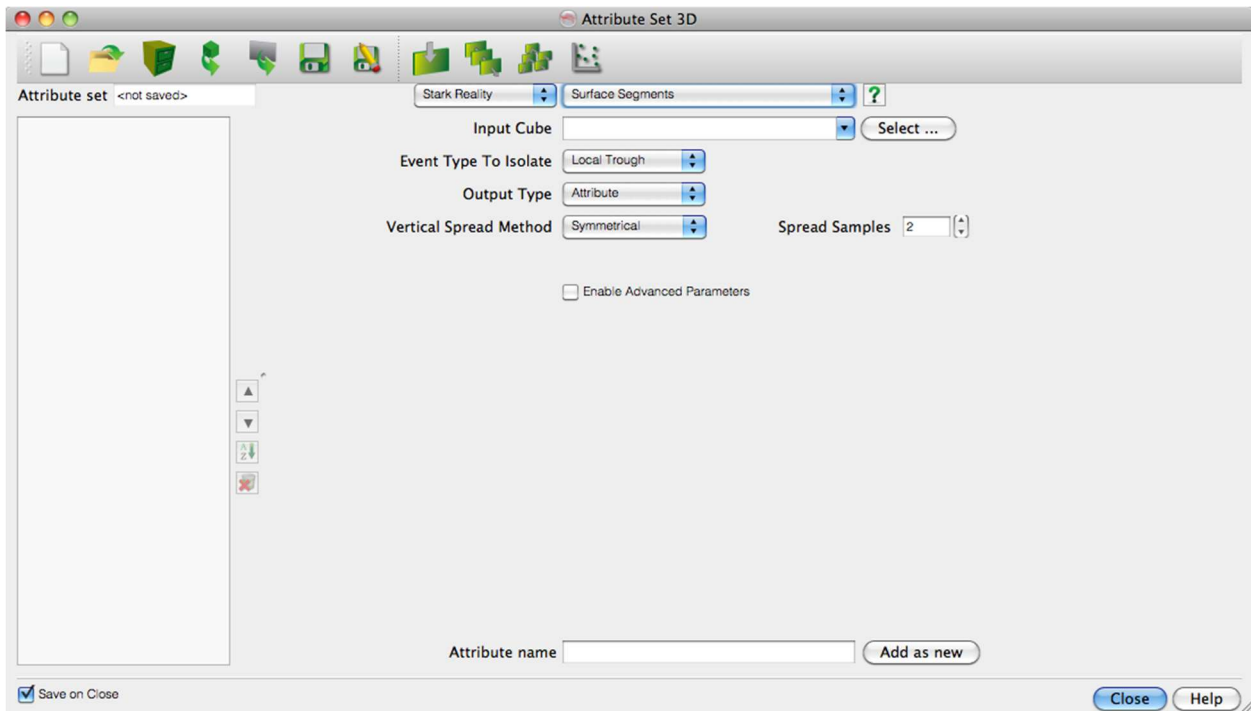 Attribute Set 3D
Attribute set <not saved>
Stark Reality Surface Segments ?
Input Cube Select ...
Event Type To Isolate Local Trough
Output Type Attribute
Vertical Spread Method Symmetrical Spread Samples 2
Enable Advanced Parameters
A
Z
Attribute name Add as new
Save on Close Close Help